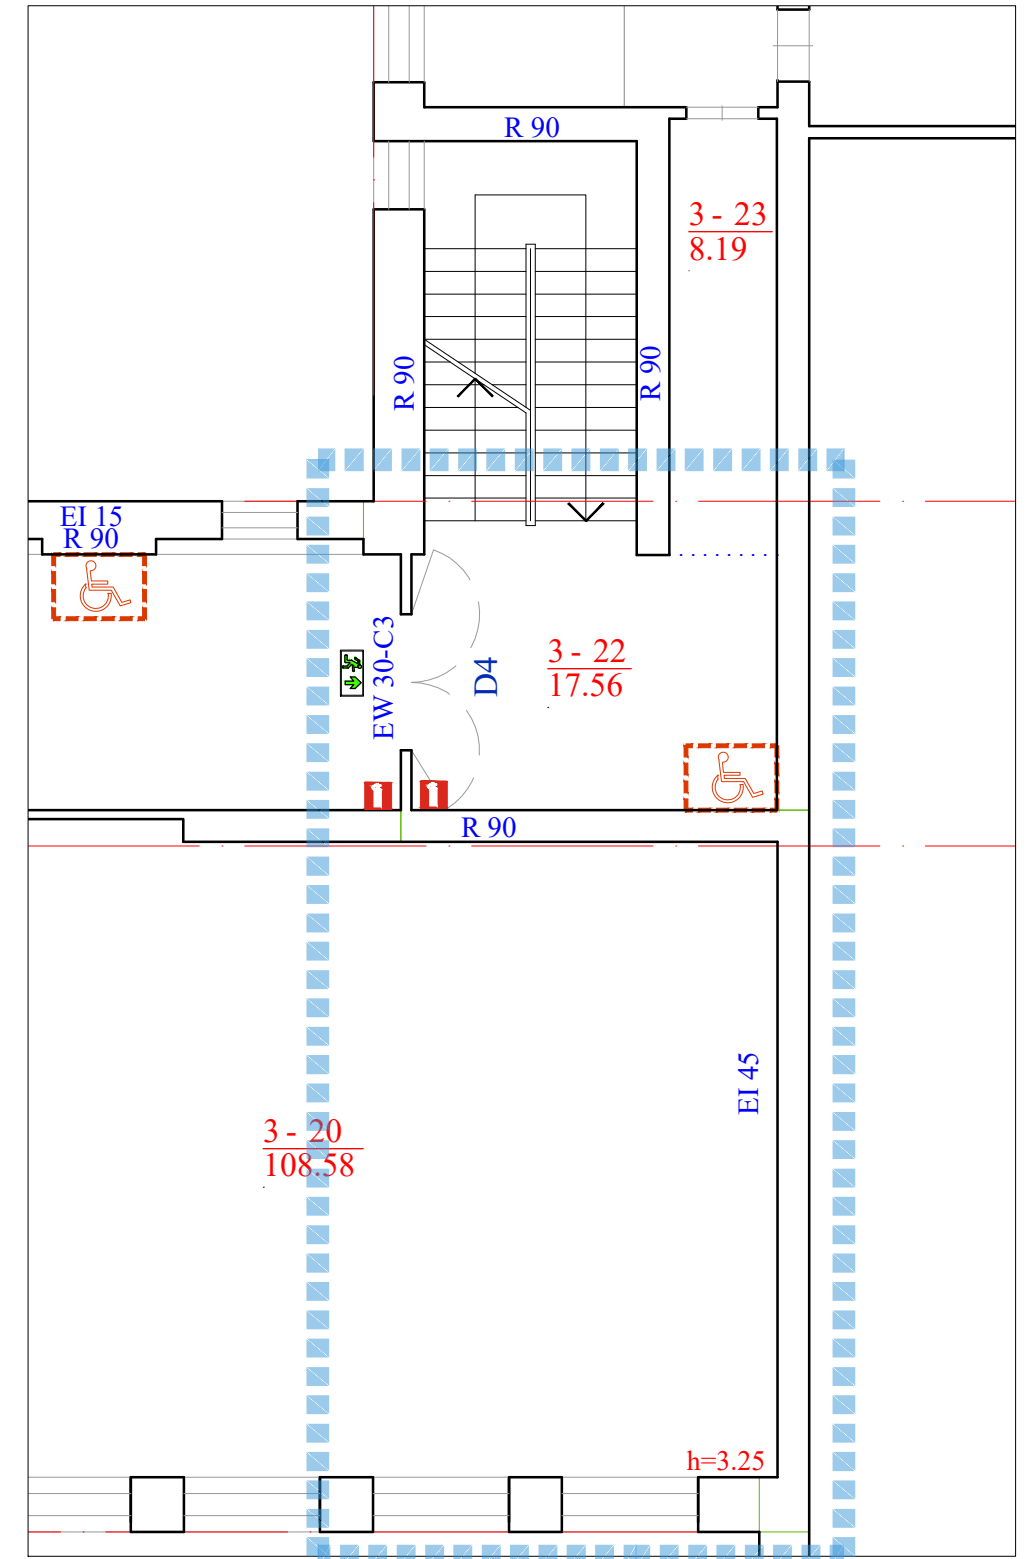 R 90
3 - 23
8.19
R 90
R 90
EI 15
R 90
EW 30-C3
D4
3 - 22
17.56
R 90
EI 45
3 - 20
108.58
h=3.25